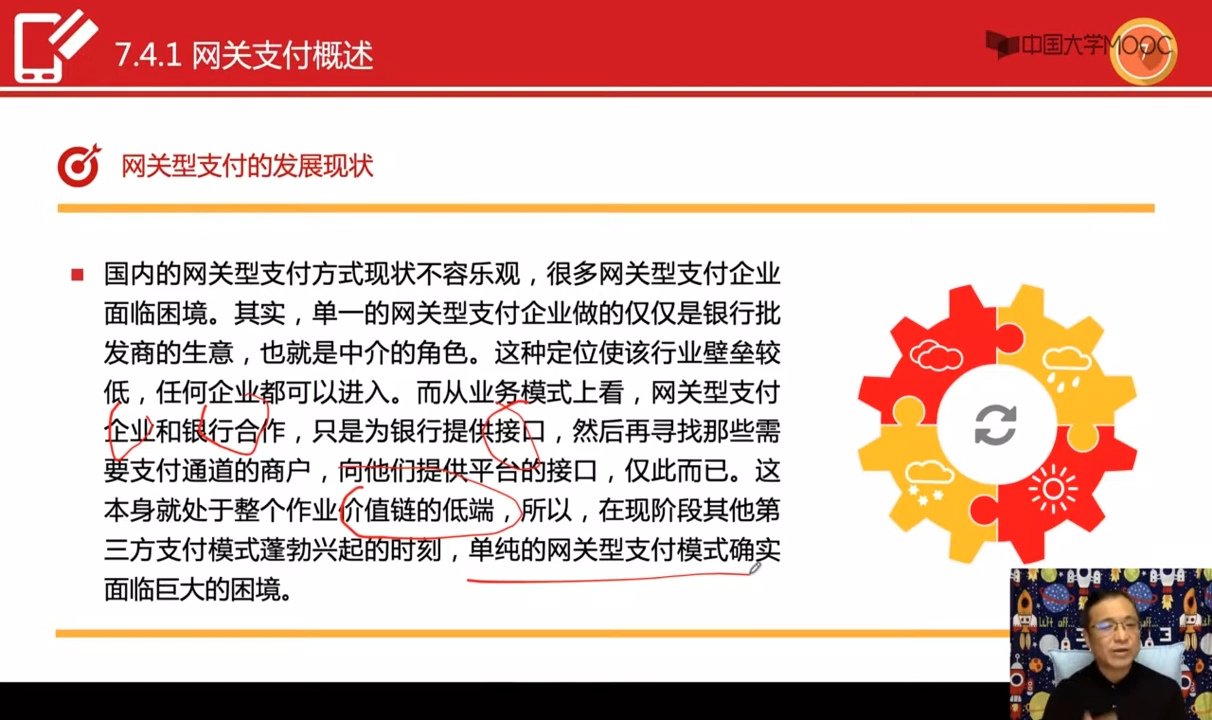 7.4.1 网关支付概述
中国大学MOOC
网关型支付的发展现状
国内的网关型支付方式现状不容乐观，很多网关型支付企业
面临困境。其实，单一的网关型支付企业做的仅仅是银行批
发商的生意，也就是中介的角色。这种定位使该行业壁垒较
低，任何企业都可以进入。而从业务模式上看，网关型支付
企业和银行合作，只是为银行提供接口，然后再寻找那些需
要支付通道的商户，向他们提供平台的接口，仅此而已。这
本身就处于整个作业价值链的低端，所以，在现阶段其他第
三方支付模式蓬勃兴起的时刻，单纯的网关型支付模式确实
面临巨大的困境。